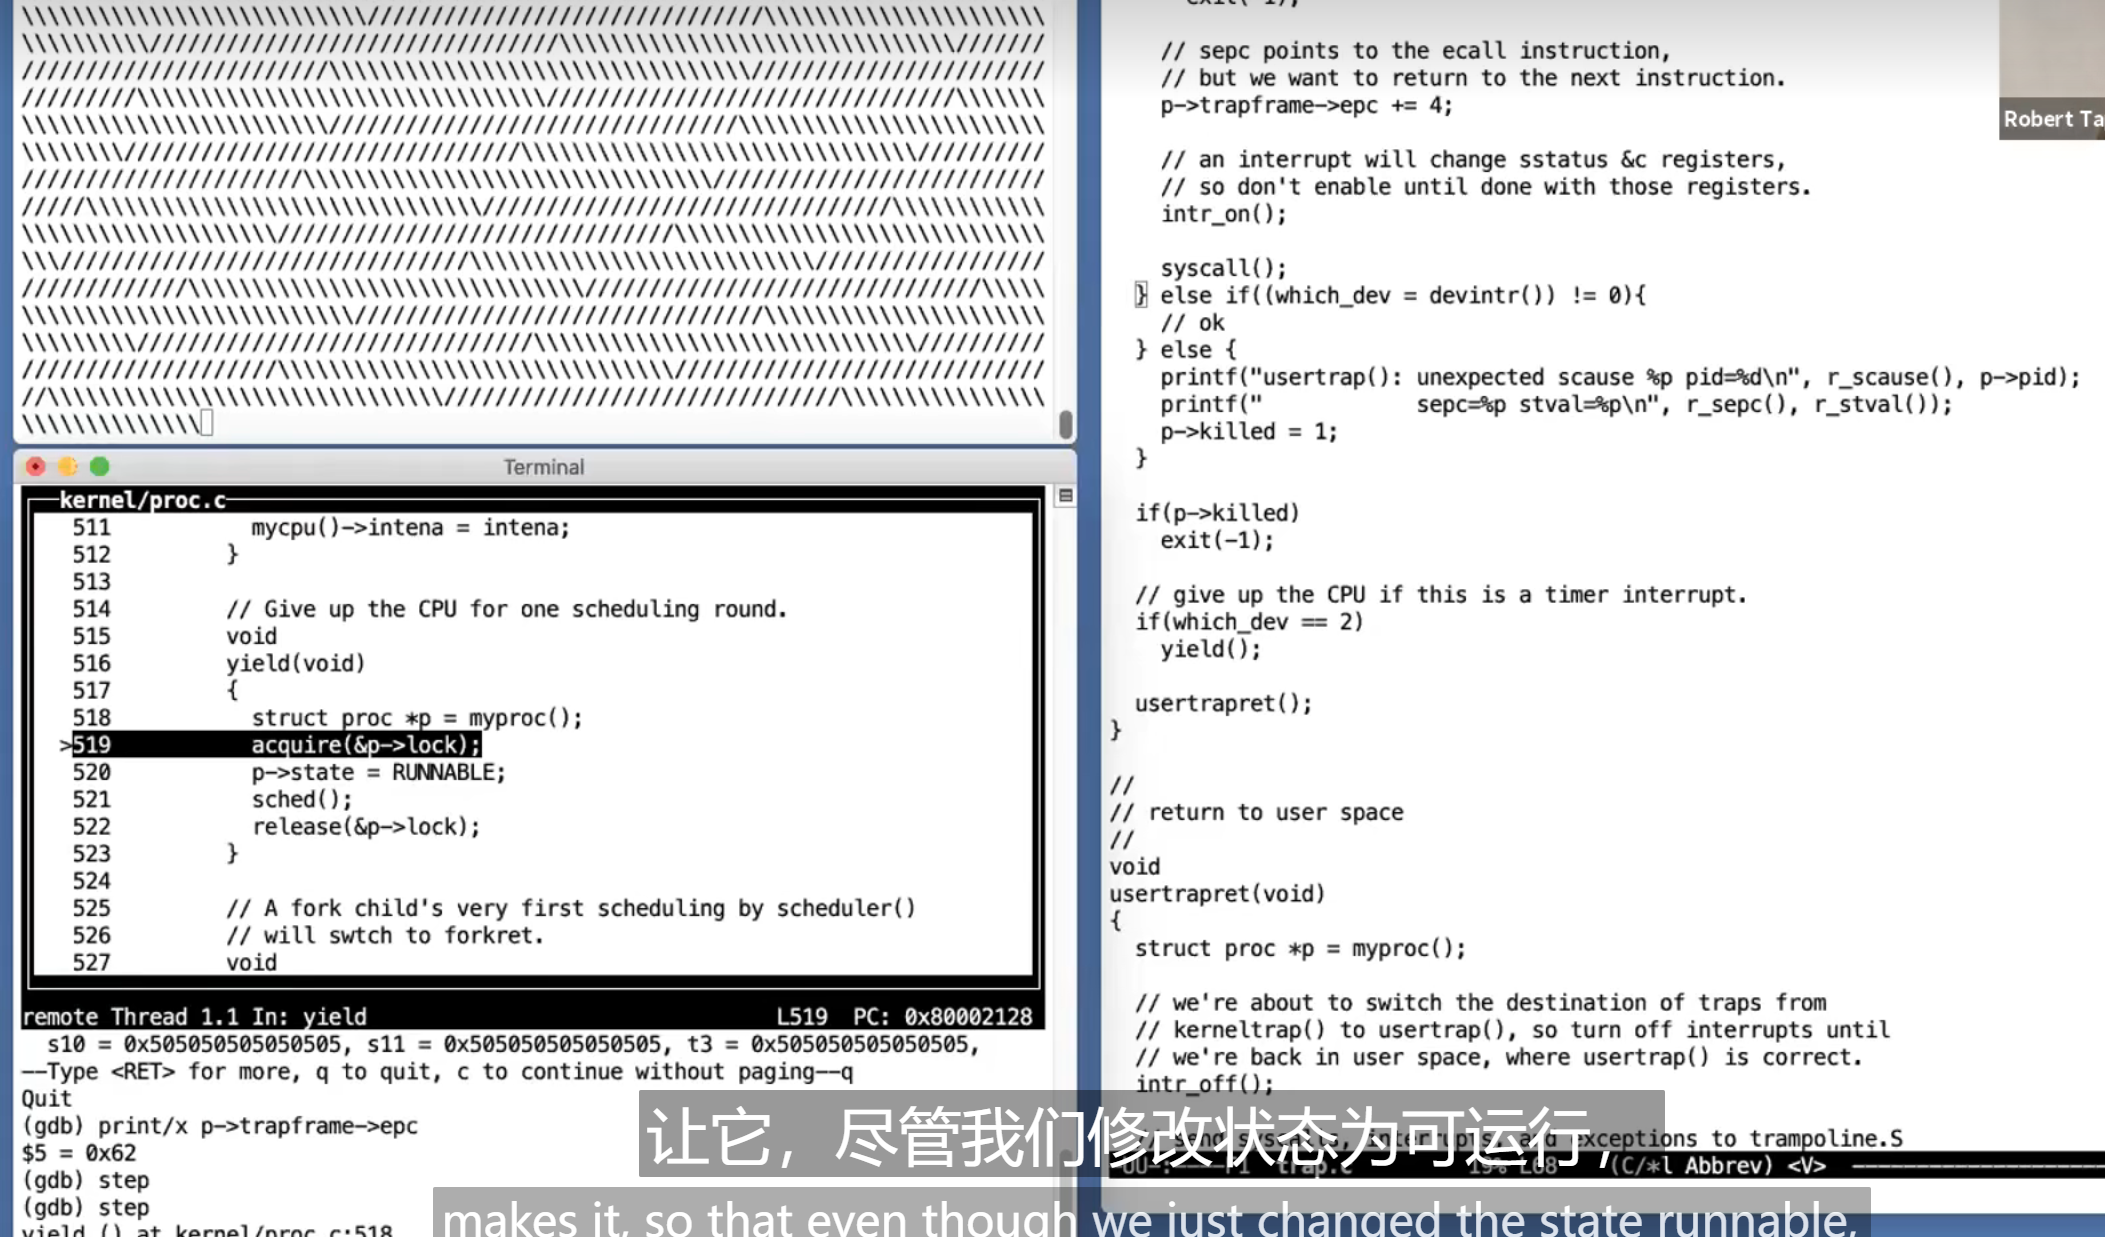 kernel/proc.c
511 mycpu()->intena = intena;
512 }
513
514 // Give up the CPU for one scheduling round.
515 void
516 yield(void)
517 {
518 struct proc *p = myproc();
>519 acquire(&p->lock);
520 p->state = RUNNABLE;
521 sched();
522 release(&p->lock);
523 }
524
525 // A fork child's very first scheduling by scheduler()
526 // will swtch to forkret.
527 void
Terminal
remote Thread 1.1 In: yield L519 PC: 0x80002128
s10 = 0x505050505050505, s11 = 0x505050505050505, t3 = 0x505050505050505,
--Type <RET> for more, q to quit, c to continue without paging--q
Quit
(gdb) print/x p->trapframe->epc
$5 = 0x62
(gdb) step
(gdb) step
yield () at kernel/proc.c:518
exit(-1);
// sepc points to the ecall instruction,
// but we want to return to the next instruction.
p->trapframe->epc += 4;
// an interrupt will change sstatus &c registers,
// so don't enable until done with those registers.
intr_on();
syscall();
} else if((which_dev = devintr()) != 0){
// ok
} else {
printf("usertrap(): unexpected scause %p pid=%d\n", r_scause(), p->pid);
printf("            sepc=%p stval=%p\n", r_sepc(), r_stval());
p->killed = 1;
}
if(p->killed)
exit(-1);
// give up the CPU if this is a timer interrupt.
if(which_dev == 2)
yield();
usertrapret();
}
//
// return to user space
//
void
usertrapret(void)
{
struct proc *p = myproc();
// we're about to switch the destination of traps from
// kerneltrap() to usertrap(), so turn off interrupts until
// we're back in user space, where usertrap() is correct.
intr_off();
// send syscalls, interrupts, and exceptions to trampoline.S
trap.c 19% L68 (C/*l Abbrev) <V>
Robert Ta
让它，尽管我们修改状态为可运行，
makes it, so that even though we just changed the state runnable,